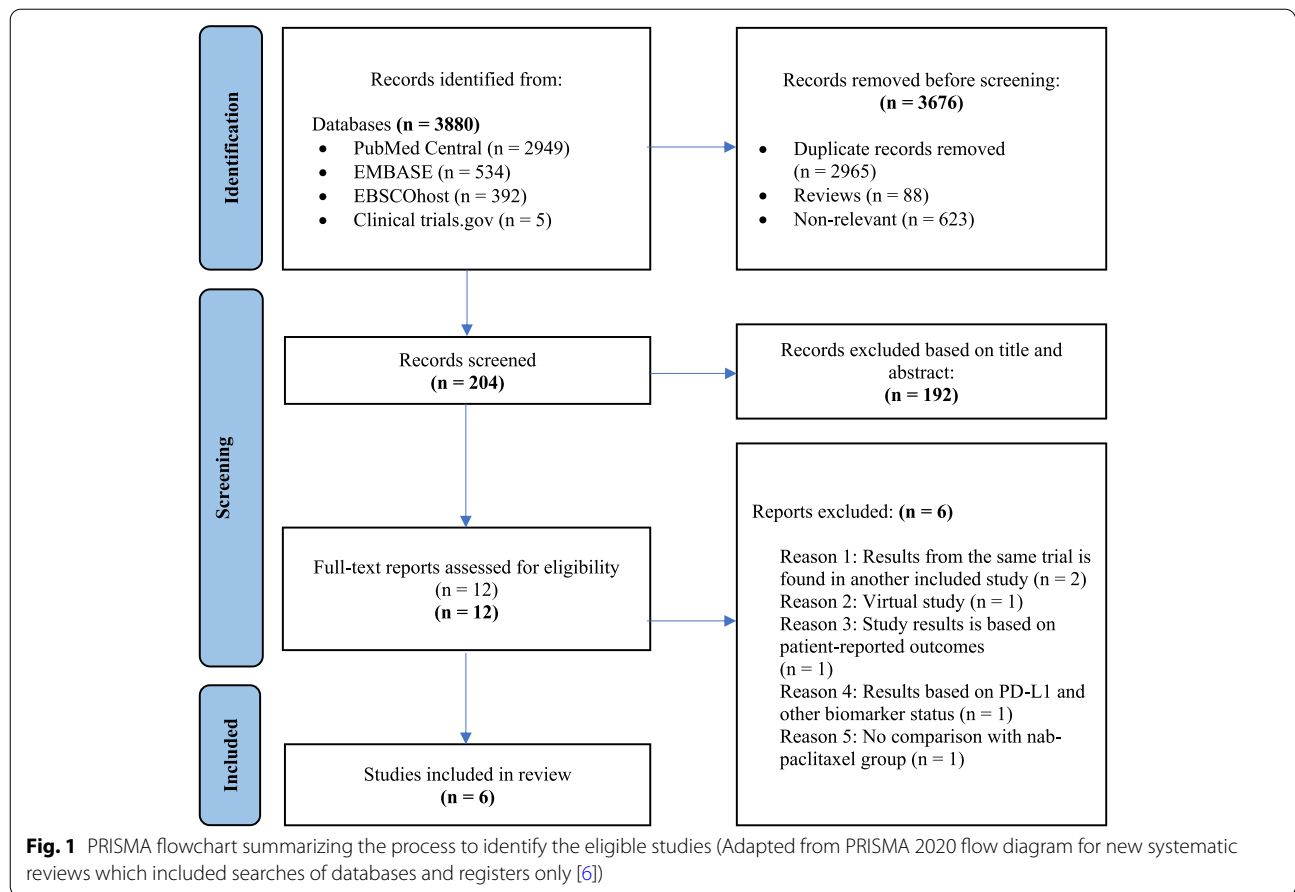 Identification
Records identified from:
Databases (n = 3880)
• PubMed Central (n = 2949)
• EMBASE (n = 534)
• EBSCOhost (n = 392)
• Clinical trials.gov (n = 5)
Records removed before screening:
(n = 3676)
• Duplicate records removed
(n = 2965)
• Reviews (n = 88)
• Non-relevant (n = 623)
Screening
Records screened
(n = 204)
Records excluded based on title and
abstract:
(n = 192)
Full-text reports assessed for eligibility
(n = 12)
(n = 12)
Reports excluded: (n = 6)
Reason 1: Results from the same trial is
found in another included study (n = 2)
Reason 2: Virtual study (n = 1)
Reason 3: Study results is based on
patient-reported outcomes
(n = 1)
Reason 4: Results based on PD-L1 and
other biomarker status (n = 1)
Reason 5: No comparison with nab-
paclitaxel group (n = 1)
Included
Studies included in review
(n = 6)
Fig. 1 PRISMA flowchart summarizing the process to identify the eligible studies (Adapted from PRISMA 2020 flow diagram for new systematic
reviews which included searches of databases and registers only [6])